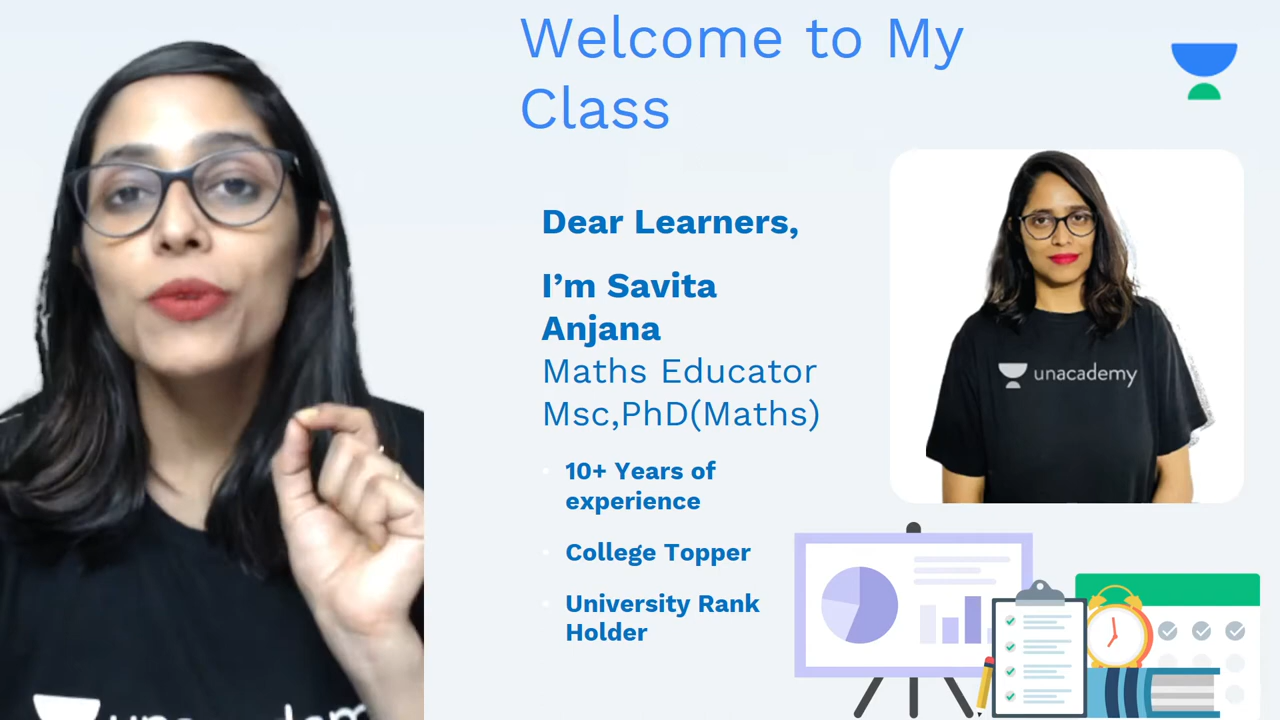 Welcome to My
Class
Dear Learners,
I’m Savita
Anjana
Maths Educator
Msc,PhD(Maths)
10+ Years of
experience
College Topper
University Rank
Holder
unacademy
unacadem